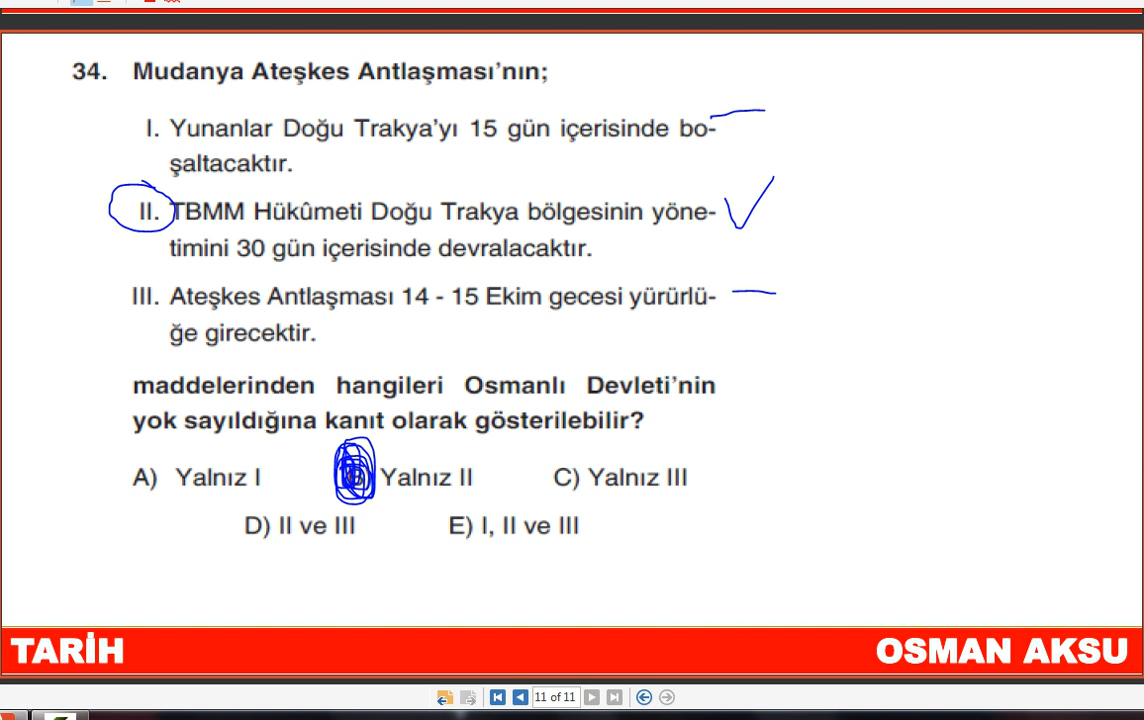 34. Mudanya Ateşkes Antlaşması’nın;
I. Yunanlar Doğu Trakya’yı 15 gün içerisinde bo-
şaltacaktır.
II. TBMM Hükûmeti Doğu Trakya bölgesinin yöne-
timini 30 gün içerisinde devralacaktır.
III. Ateşkes Antlaşması 14 - 15 Ekim gecesi yürürlü-
ğe girecektir.
maddelerinden hangileri Osmanlı Devleti’nin
yok sayıldığına kanıt olarak gösterilebilir?
A) Yalnız I B) Yalnız II C) Yalnız III
D) II ve III E) I, II ve III
TARİH OSMAN AKSU
11 of 11